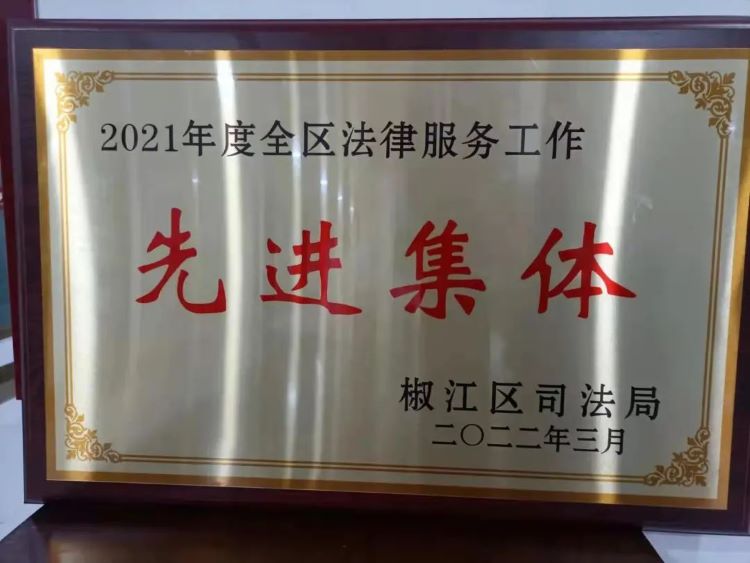 2021年度全区法律服务工作
先进集体
椒江区司法局
二〇二二年三月